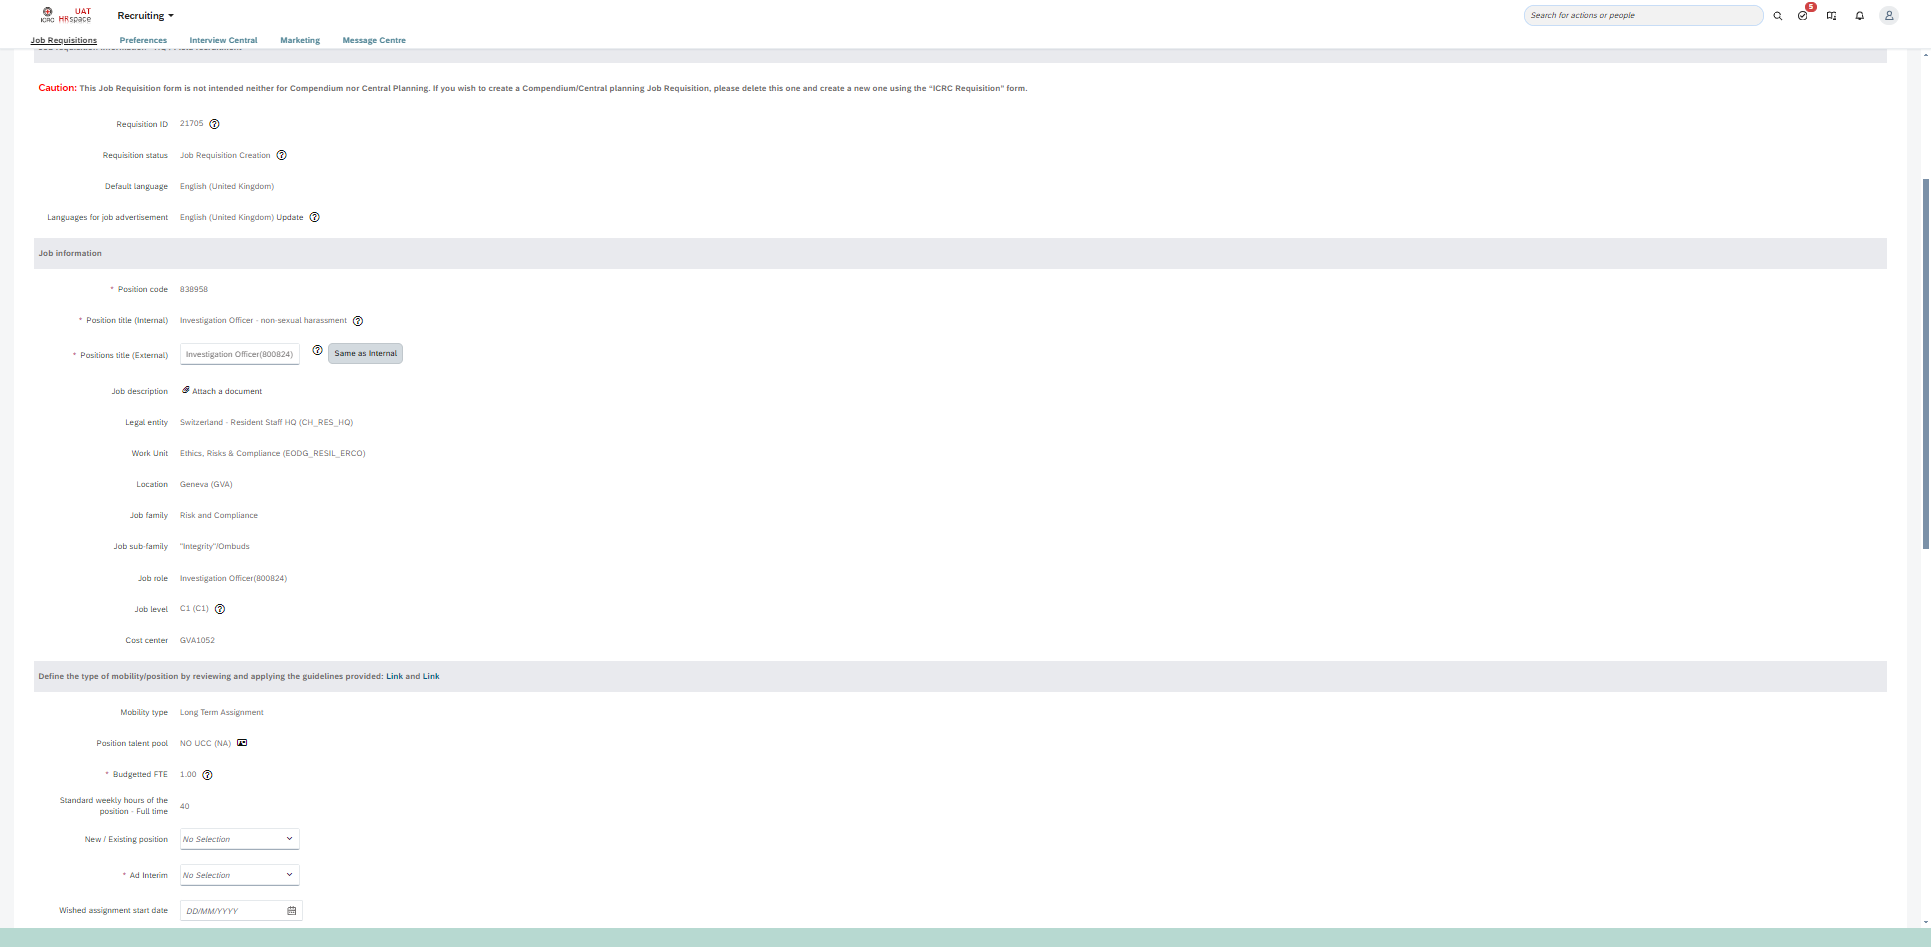 ICRC
UAT
HRspace
Recruiting
Search for actions or people
5
Job Requisitions
Preferences
Interview Central
Marketing
Message Centre
Caution: This Job Requisition form is not intended neither for Compendium nor Central Planning. If you wish to create a Compendium/Central planning Job Requisition, please delete this one and create a new one using the “ICRC Requisition” form.
Requisition ID 21705
Requisition status Job Requisition Creation
Default language English (United Kingdom)
Languages for job advertisement English (United Kingdom) Update
Job information
* Position code 838958
* Position title (Internal) Investigation Officer - non-sexual harassment
* Positions title (External) Investigation Officer(800824) Same as Internal
Job description Attach a document
Legal entity Switzerland - Resident Staff HQ (CH_RES_HQ)
Work Unit Ethics, Risks & Compliance (EODG_RESIL_ERCO)
Location Geneva (GVA)
Job family Risk and Compliance
Job sub-family "Integrity"/Ombuds
Job role Investigation Officer(800824)
Job level C1 (C1)
Cost center GVA1052
Define the type of mobility/position by reviewing and applying the guidelines provided: Link and Link
Mobility type Long Term Assignment
Position talent pool NO UCC (NA)
* Budgetted FTE 1.00
Standard weekly hours of the
position - Full time 40
New / Existing position No Selection
* Ad Interim No Selection
Wished assignment start date DD/MM/YYYY